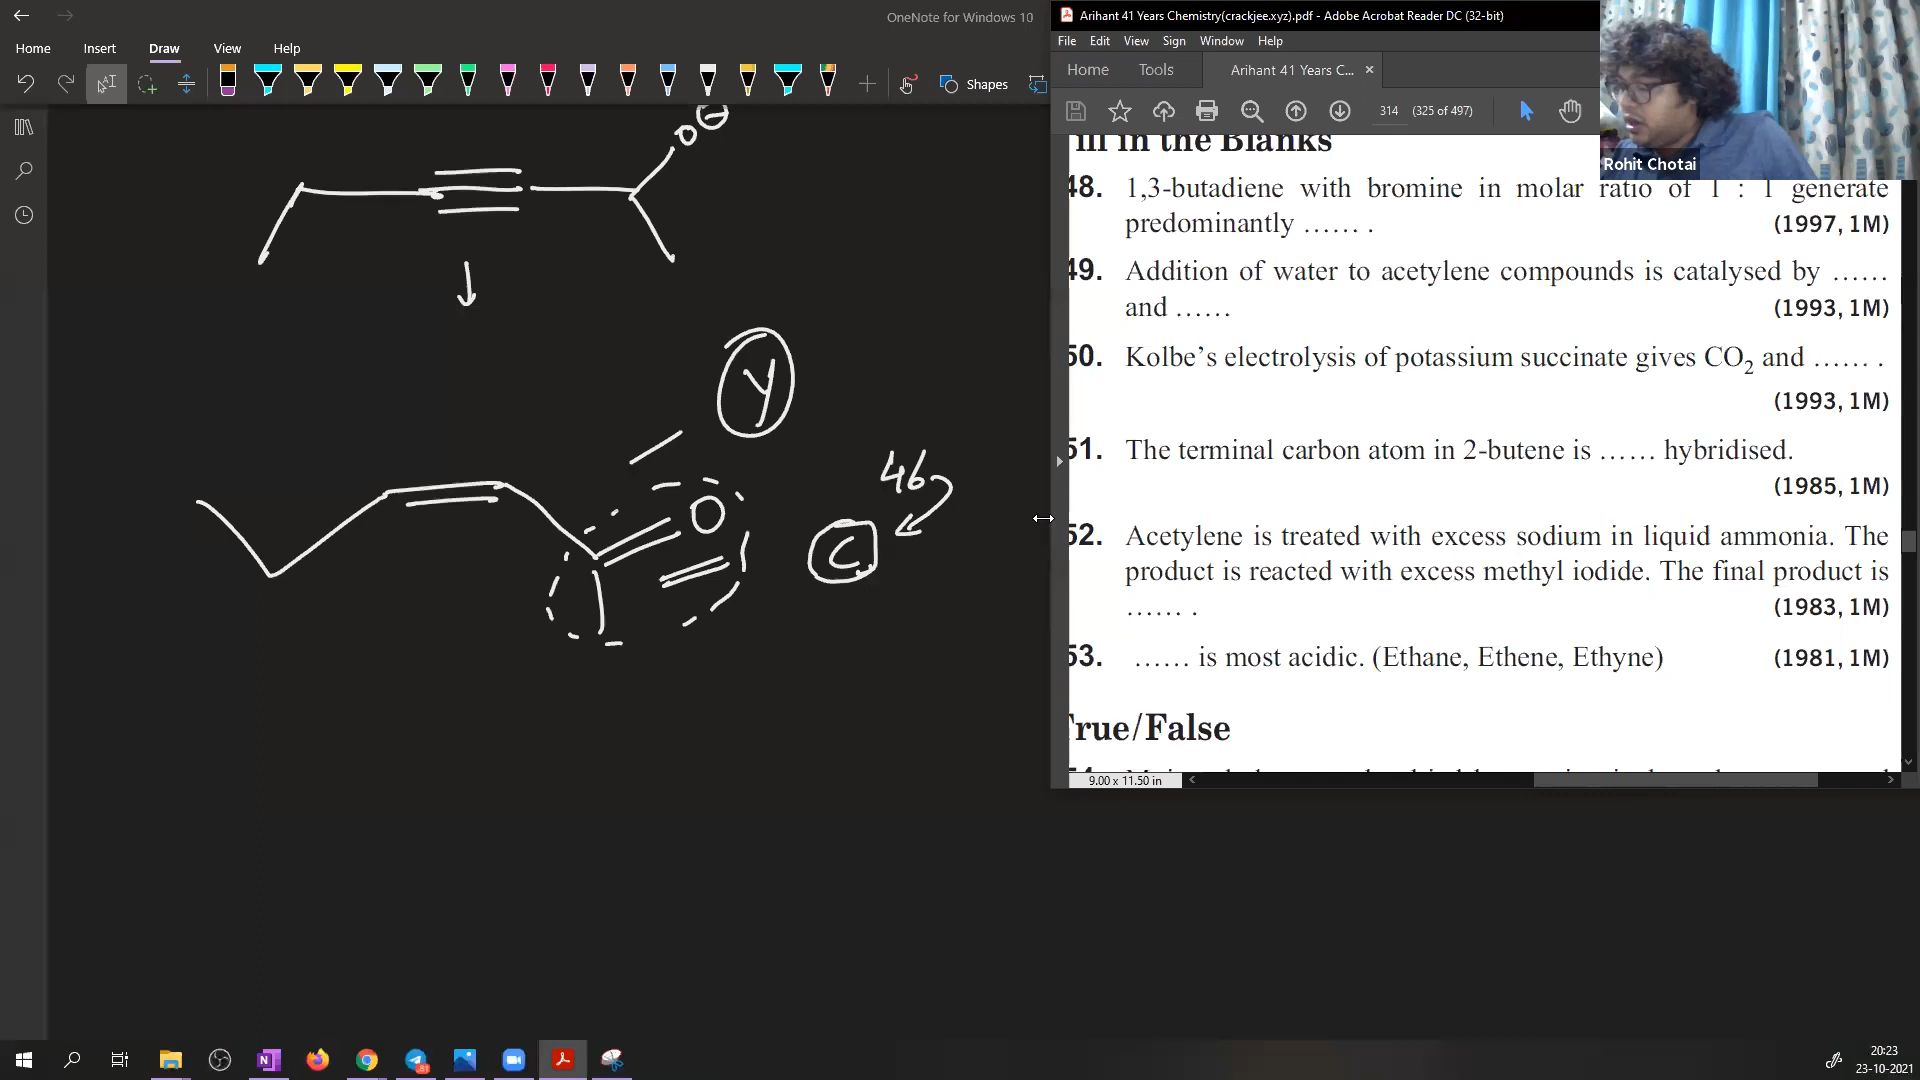 OneNote for Windows 10
Home Insert Draw View Help
Shapes
Arihant 41 Years Chemistry(crackjee.xyz).pdf - Adobe Acrobat Reader DC (32-bit)
File Edit View Sign Window Help
Home Tools Arihant 41 Years C... ×
314 (325 of 497)
Rohit Chotai
O
Y
O
46
C
ill in the Blanks
48. 1,3-butadiene with bromine in molar ratio of 1 : 1 generate
predominantly ...... . (1997, 1M)
49. Addition of water to acetylene compounds is catalysed by ......
and ...... (1993, 1M)
50. Kolbe’s electrolysis of potassium succinate gives CO₂ and ...... .
(1993, 1M)
51. The terminal carbon atom in 2-butene is ...... hybridised.
(1985, 1M)
52. Acetylene is treated with excess sodium in liquid ammonia. The
product is reacted with excess methyl iodide. The final product is
...... . (1983, 1M)
53. ...... is most acidic. (Ethane, Ethene, Ethyne) (1981, 1M)
True/False
9.00 x 11.50 in
20:23
23-10-2021